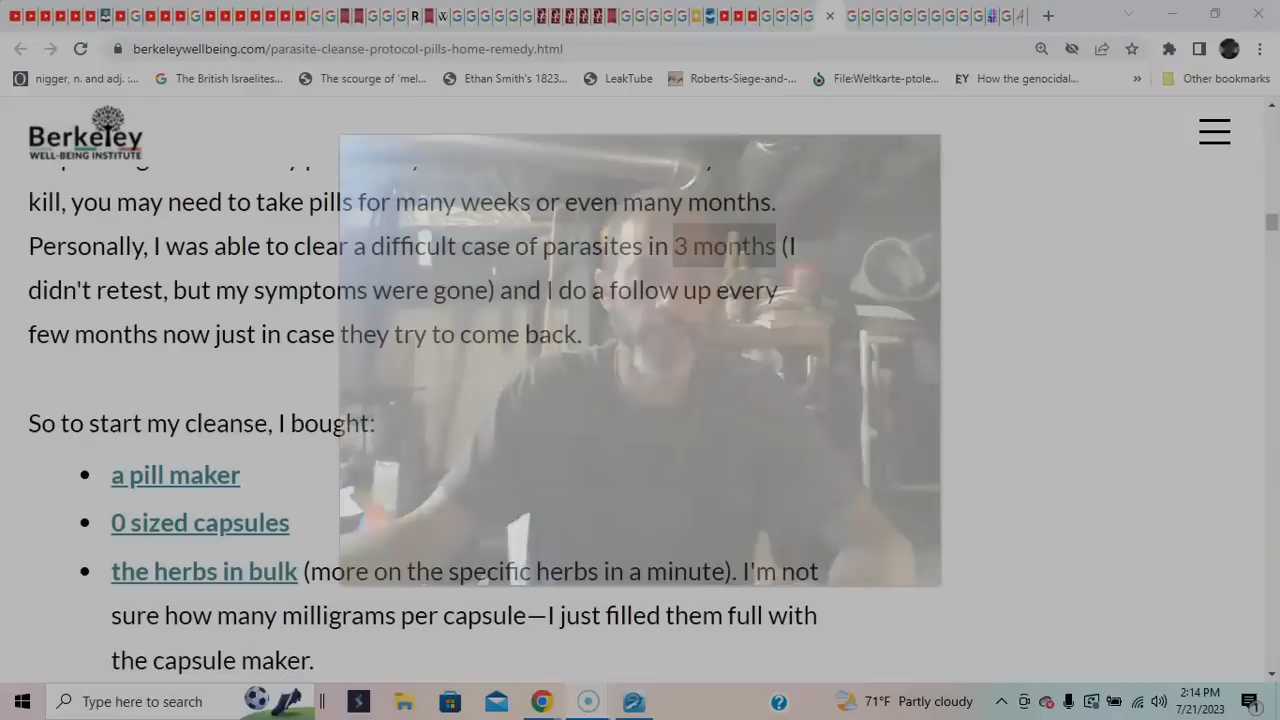 berkeleywellbeing.com/parasite-cleanse-protocol-pills-home-remedy.html
nigger, n. and adj. :... The British Israelites... The scourge of 'mel... Ethan Smith's 1823... LeakTube Roberts-Siege-and-... File:Weltkarte-ptole... EY How the genocidal... » Other bookmarks
Berkeley
WELL-BEING INSTITUTE
kill, you may need to take pills for many weeks or even many months.
Personally, I was able to clear a difficult case of parasites in 3 months (I
didn't retest, but my symptoms were gone) and I do a follow up every
few months now just in case they try to come back.
So to start my cleanse, I bought:
• a pill maker
• 0 sized capsules
• the herbs in bulk (more on the specific herbs in a minute). I'm not
sure how many milligrams per capsule—I just filled them full with
the capsule maker.
Type here to search
71°F Partly cloudy
2:14 PM
7/21/2023